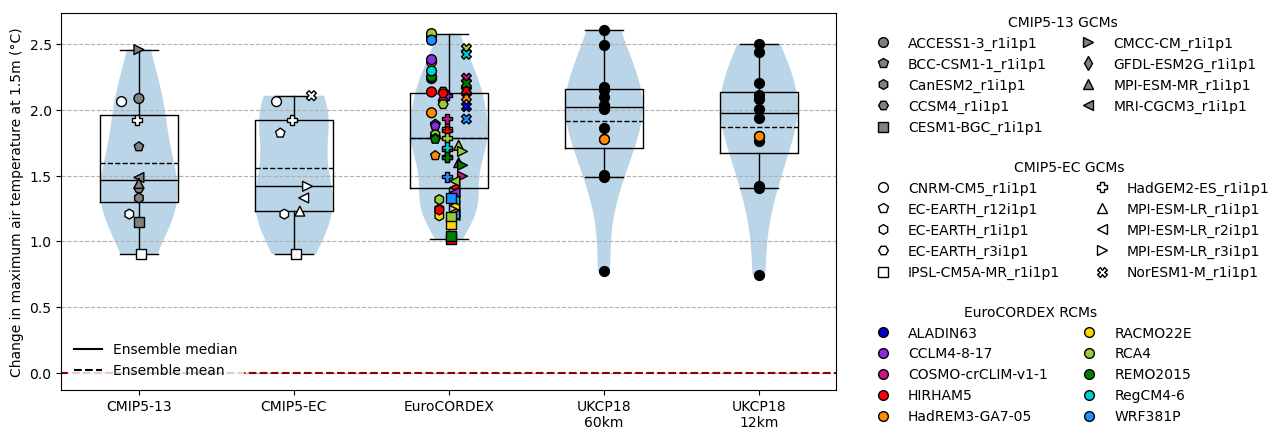 Change in maximum air temperature at 1.5m (°C)
2.5
2.0
1.5
1.0
0.5
0.0
Ensemble median
Ensemble mean
CMIP5-13
CMIP5-EC
EuroCORDEX
UKCP18
60km
UKCP18
12km
CMIP5-13 GCMs
ACCESS1-3_r1i1p1
BCC-CSM1-1_r1i1p1
CanESM2_r1i1p1
CCSM4_r1i1p1
CESM1-BGC_r1i1p1
CMCC-CM_r1i1p1
GFDL-ESM2G_r1i1p1
MPI-ESM-MR_r1i1p1
MRI-CGCM3_r1i1p1
CMIP5-EC GCMs
CNRM-CM5_r1i1p1
EC-EARTH_r12i1p1
EC-EARTH_r1i1p1
EC-EARTH_r3i1p1
IPSL-CM5A-MR_r1i1p1
HadGEM2-ES_r1i1p1
MPI-ESM-LR_r1i1p1
MPI-ESM-LR_r2i1p1
MPI-ESM-LR_r3i1p1
NorESM1-M_r1i1p1
EuroCORDEX RCMs
ALADIN63
CCLM4-8-17
COSMO-crCLIM-v1-1
HIRHAM5
HadREM3-GA7-05
RACMO22E
RCA4
REMO2015
RegCM4-6
WRF381P